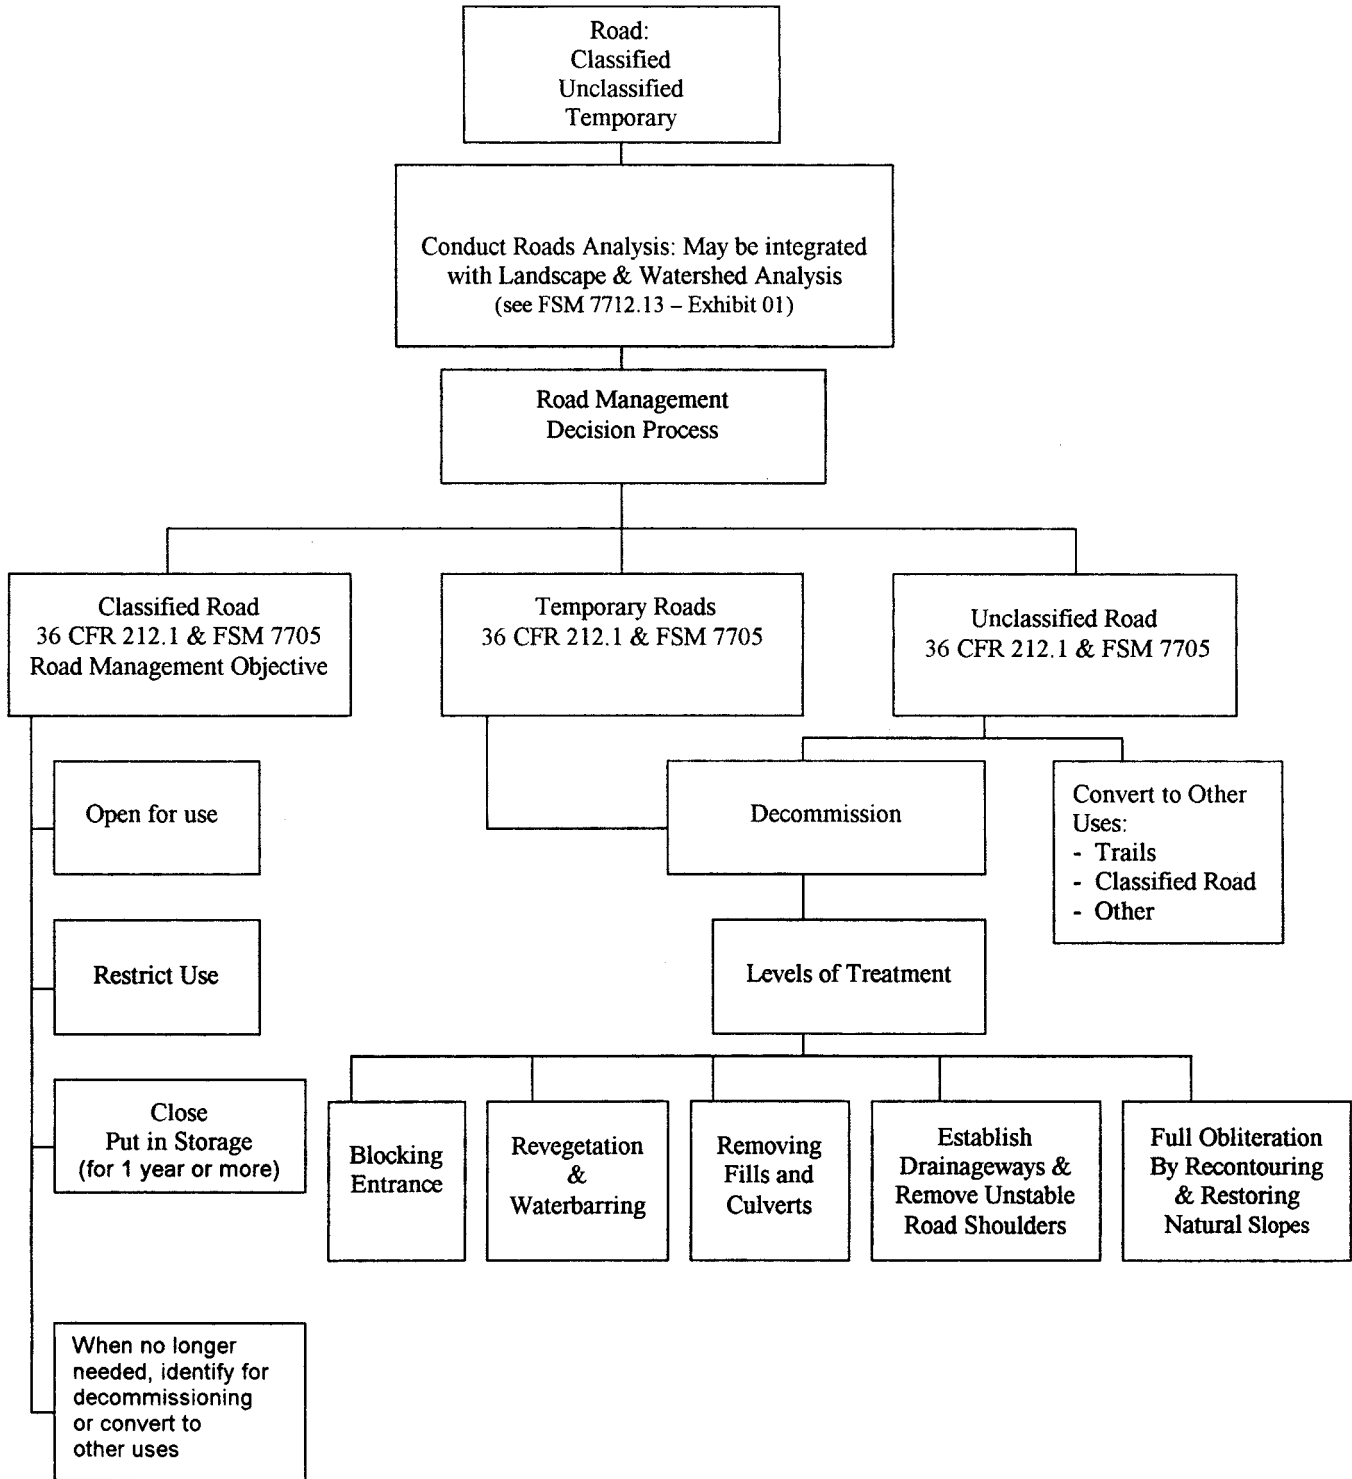 Road:
Classified
Unclassified
Temporary
Conduct Roads Analysis: May be integrated
with Landscape & Watershed Analysis
(see FSM 7712.13 – Exhibit 01)
Road Management
Decision Process
Classified Road
36 CFR 212.1 & FSM 7705
Road Management Objective
Temporary Roads
36 CFR 212.1 & FSM 7705
Unclassified Road
36 CFR 212.1 & FSM 7705
Open for use
Restrict Use
Close
Put in Storage
(for 1 year or more)
When no longer
needed, identify for
decommissioning
or convert to
other uses
Decommission
Convert to Other
Uses:
- Trails
- Classified Road
- Other
Levels of Treatment
Blocking
Entrance
Revegetation
&
Waterbarring
Removing
Fills and
Culverts
Establish
Drainageways &
Remove Unstable
Road Shoulders
Full Obliteration
By Recontouring
& Restoring
Natural Slopes